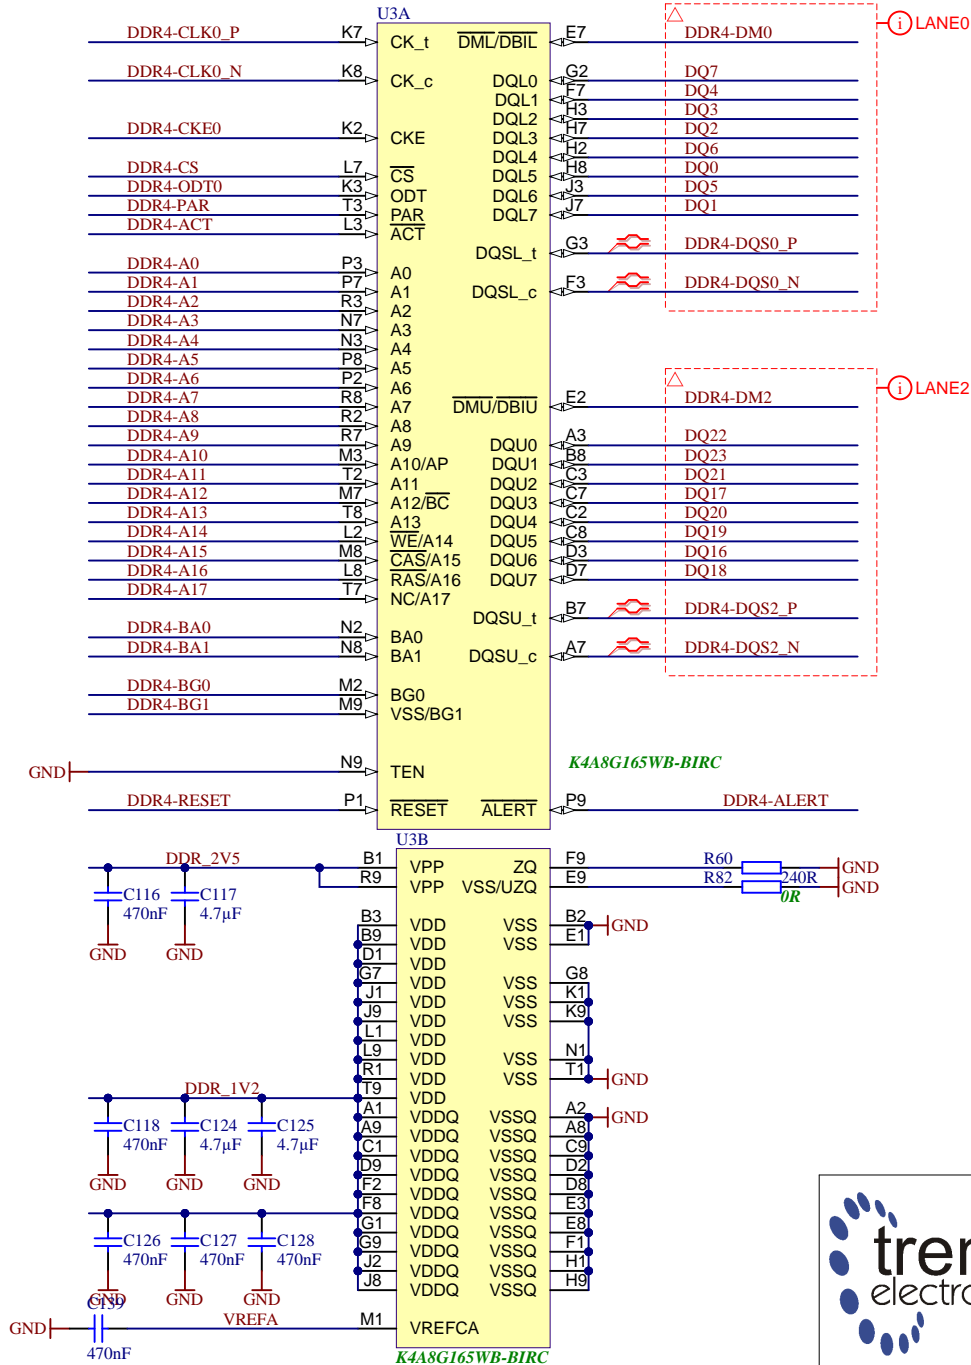 U3A
DDR4-CLK0_P K7 CK_t DML/DBIL E7 DDR4-DM0
LANE0
DDR4-CLK0_N K8 CK_c DQL0 G2 DQ7
DQL1 F7 DQ4
DQL2 H3 DQ3
DDR4-CKE0 K2 CKE DQL3 H7 DQ2
DQL4 H2 DQ6
DDR4-CS L7 CS DQL5 H8 DQ0
DDR4-ODT0 K3 ODT DQL6 J3 DQ5
DDR4-PAR T3 PAR DQL7 J7 DQ1
DDR4-ACT L3 ACT
DQSL_t G3 DDR4-DQS0_P
DDR4-A0 P3 A0
DDR4-A1 P7 A1 DQSL_c F3 DDR4-DQS0_N
DDR4-A2 R3 A2
DDR4-A3 N7 A3
DDR4-A4 N3 A4
DDR4-A5 P8 A5
DDR4-A6 P2 A6
LANE2
DDR4-A7 R8 A7 DMU/DBIU E2 DDR4-DM2
DDR4-A8 R2 A8
DDR4-A9 R7 A9 DQU0 A3 DQ22
DDR4-A10 M3 A10/AP DQU1 B8 DQ23
DDR4-A11 T2 A11 DQU2 C3 DQ21
DDR4-A12 M7 A12/BC DQU3 C7 DQ17
DDR4-A13 T8 A13 DQU4 C2 DQ20
DDR4-A14 L2 WE/A14 DQU5 C8 DQ19
DDR4-A15 M8 CAS/A15 DQU6 D3 DQ16
DDR4-A16 L8 RAS/A16 DQU7 D7 DQ18
DDR4-A17 T7 NC/A17
DQSU_t B7 DDR4-DQS2_P
DDR4-BA0 N2 BA0
DDR4-BA1 N8 BA1 DQSU_c A7 DDR4-DQS2_N
DDR4-BG0 M2 BG0
DDR4-BG1 M9 VSS/BG1
K4A8G165WB-BIRC
GND N9 TEN
DDR4-RESET P1 RESET ALERT P9 DDR4-ALERT
U3B
DDR_2V5 B1 VPP ZQ F9 R60 240R GND
R9 VPP VSS/UZQ E9 R82 0R GND
C116 470nF GND
C117 4.7µF GND
B3 VDD VSS B2 GND
B9 VDD VSS E1
D1 VDD
G7 VDD VSS G8
J1 VDD VSS K1
J9 VDD VSS K9
L1 VDD
L9 VDD VSS N1
R1 VDD VSS T1 GND
DDR_1V2 T9 VDD
A1 VDDQ VSSQ A2 GND
C118 470nF GND
C124 4.7µF GND
C125 4.7µF GND
A9 VDDQ VSSQ A8
C1 VDDQ VSSQ C9
D9 VDDQ VSSQ D2
F2 VDDQ VSSQ D8
F8 VDDQ VSSQ E3
G1 VDDQ VSSQ E8
G9 VDDQ VSSQ F1
J2 VDDQ VSSQ H1
J8 VDDQ VSSQ H9
C126 470nF GND
C127 470nF GND
C128 470nF GND
GND C139 470nF VREFA M1 VREFCA
K4A8G165WB-BIRC
tren
electro